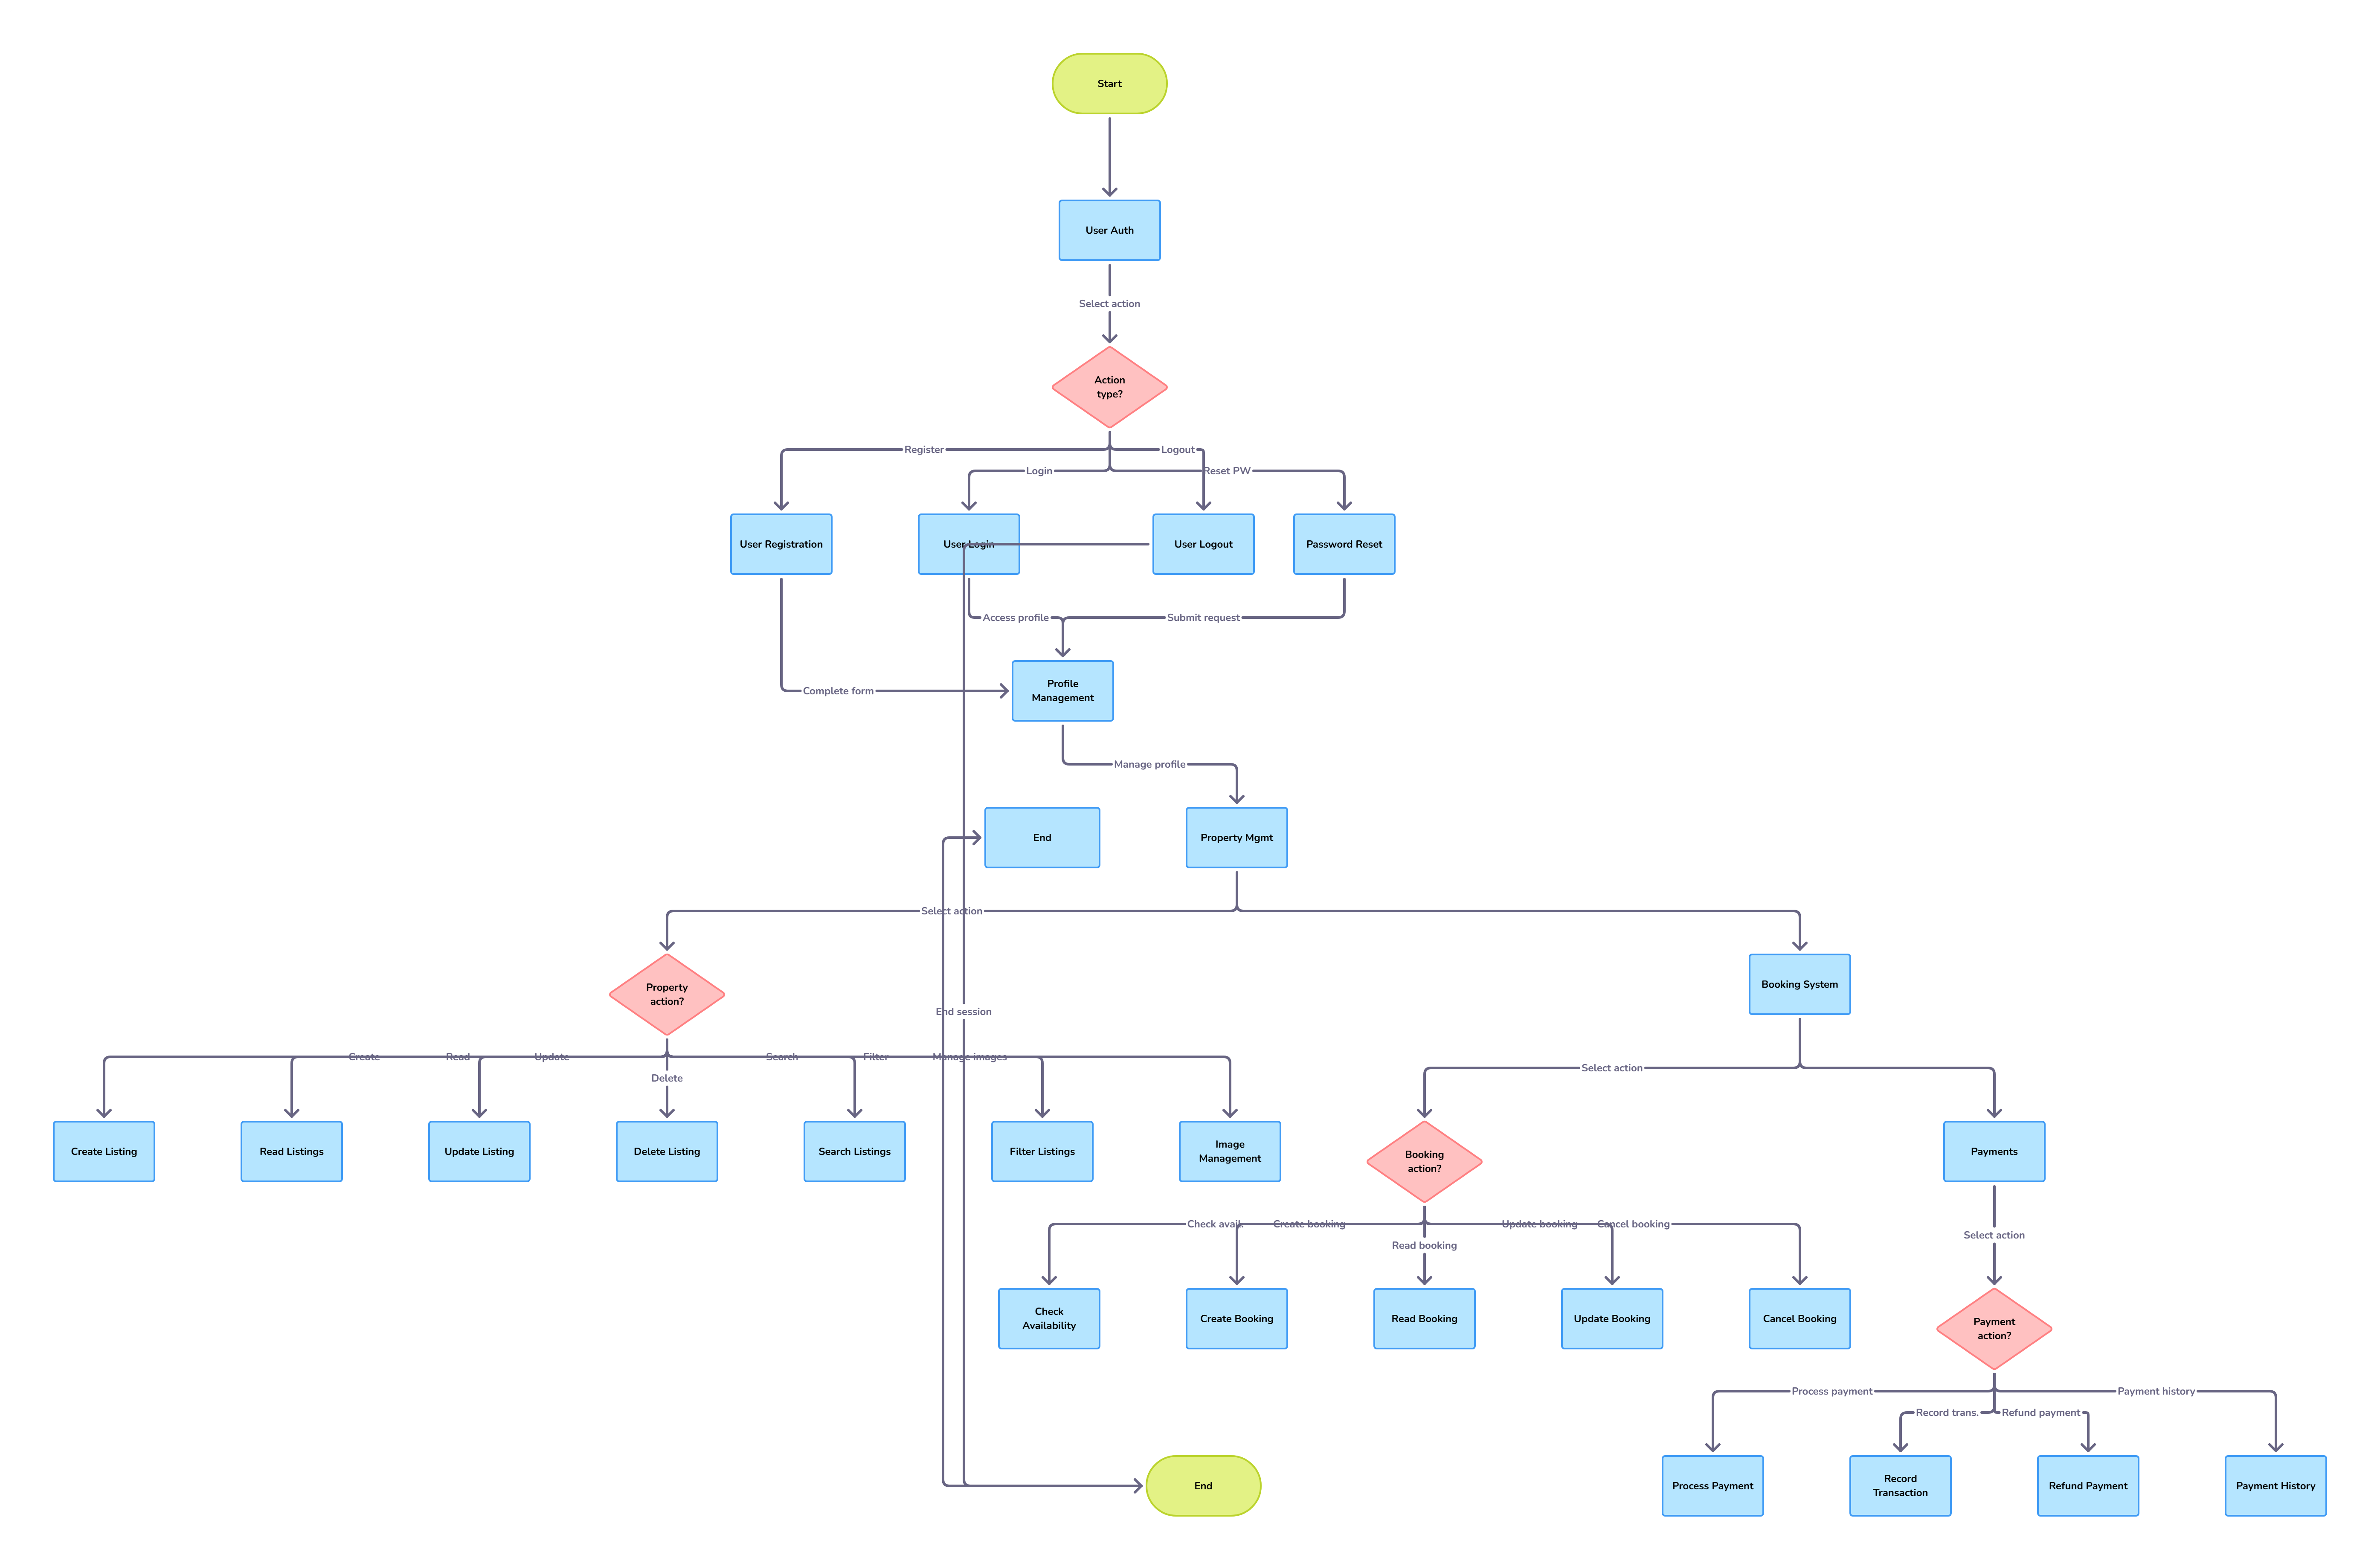 Start
User Auth
Select action
Action
type?
Register
Logout
Login
Reset PW
User Registration
User Login
User Logout
Password Reset
Access profile
Submit request
Profile
Management
Complete form
Manage profile
End
Property Mgmt
Select action
Property
action?
Booking System
End session
Create
Read
Update
Search
Filter
Manage images
Delete
Select action
Create Listing
Read Listings
Update Listing
Delete Listing
Search Listings
Filter Listings
Image
Management
Booking
action?
Payments
Check avail.
Create booking
Update booking
Cancel booking
Read booking
Select action
Check
Availability
Create Booking
Read Booking
Update Booking
Cancel Booking
Payment
action?
Process payment
Payment history
Record trans.
Refund payment
End
Process Payment
Record
Transaction
Refund Payment
Payment History